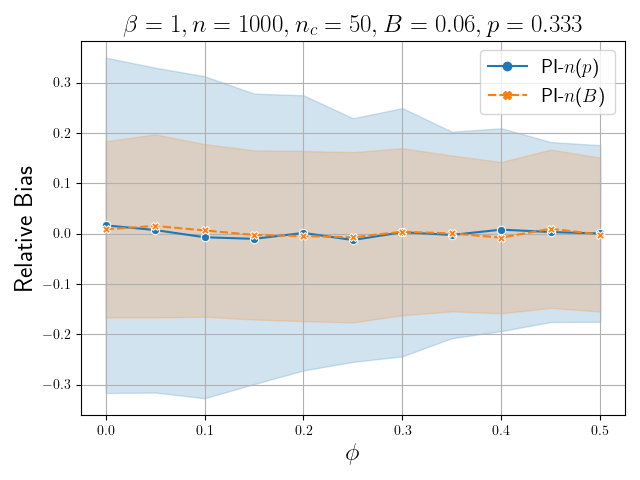 β = 1, n = 1000, n_c = 50, B = 0.06, p = 0.333
PI-n(p)
PI-n(B)
Relative Bias
0.3
0.2
0.1
0.0
−0.1
−0.2
−0.3
0.0 0.1 0.2 0.3 0.4 0.5
ϕ